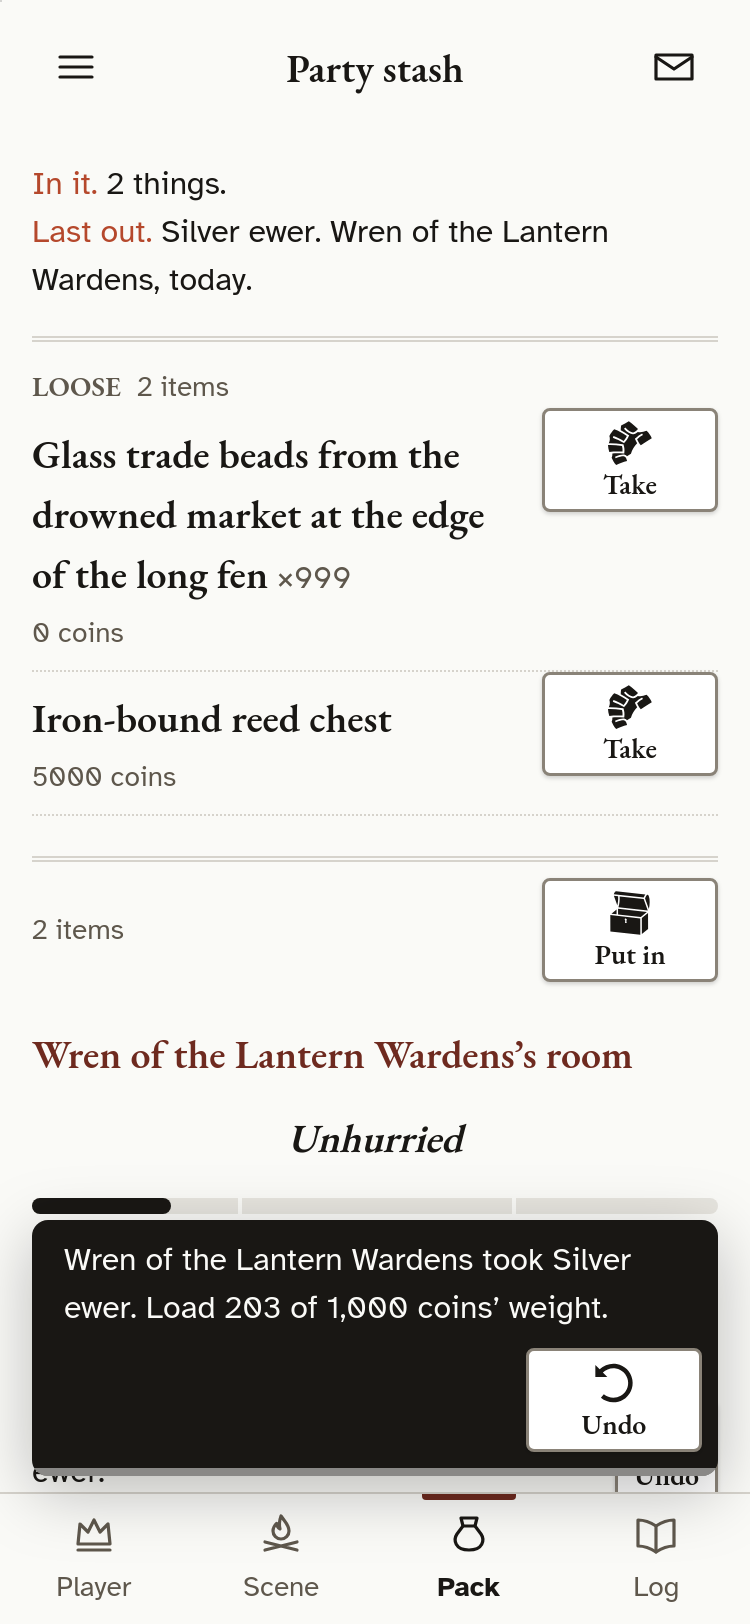 Party stash
In it. 2 things.
Last out. Silver ewer. Wren of the Lantern
Wardens, today.
LOOSE 2 items
Glass trade beads from the
drowned market at the edge
of the long fen ×999
0 coins
Take
Iron-bound reed chest
5000 coins
Take
2 items
Put in
Wren of the Lantern Wardens’s room
Unhurried
Wren of the Lantern Wardens took Silver
ewer. Load 203 of 1,000 coins’ weight.
Undo
ewer.
Undo
Player
Scene
Pack
Log